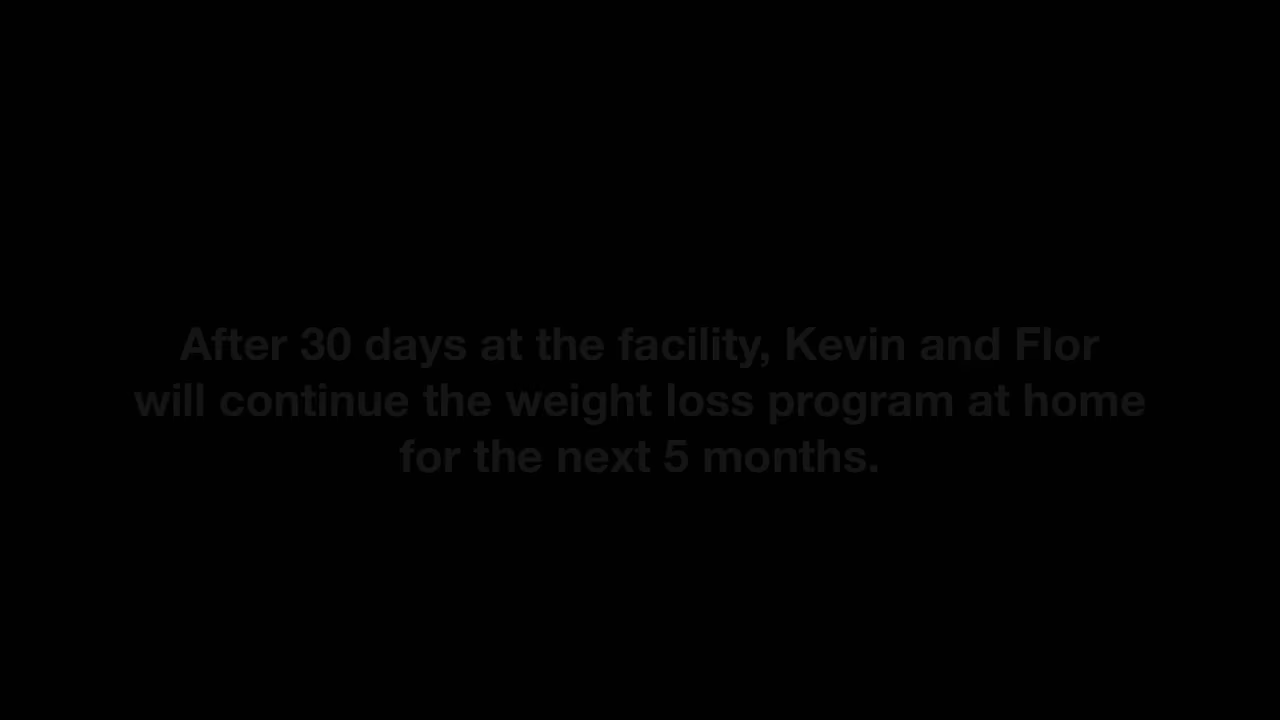 After 30 days at the facility, Kevin and Flor
will continue the weight loss program at home
for the next 5 months.